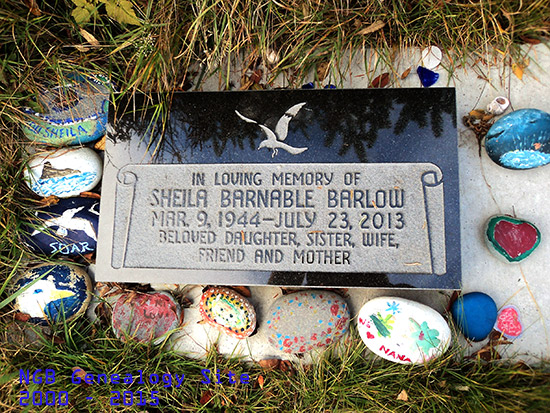 IN LOVING MEMORY OF
SHEILA BARNABLE BARLOW
MAR. 9, 1944–JULY 23, 2013
BELOVED DAUGHTER, SISTER, WIFE,
FRIEND AND MOTHER
SHEILA
SOAR
NANA
NGB Genealogy Site
2000 - 2015